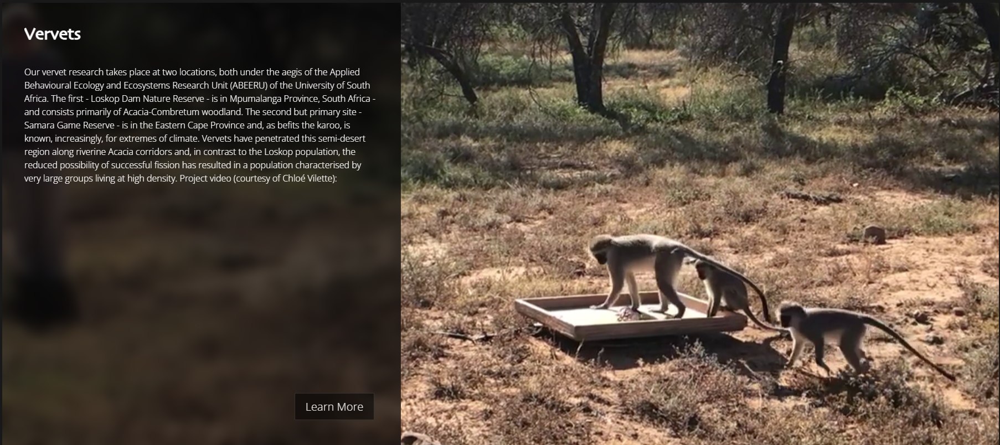 Vervets
Our vervet research takes place at two locations, both under the aegis of the Applied
Behavioural Ecology and Ecosystems Research Unit (ABEERU) of the University of South
Africa. The first - Loskop Dam Nature Reserve - is in Mpumalanga Province, South Africa -
and consists primarily of Acacia-Combretum woodland. The second but primary site -
Samara Game Reserve - is in the Eastern Cape Province and, as befits the karoo, is
known, increasingly, for extremes of climate. Vervets have penetrated this semi-desert
region along riverine Acacia corridors and, in contrast to the Loskop population, the
reduced possibility of successful fission has resulted in a population characterised by
very large groups living at high density. Project video (courtesy of Chloé Vilette):
Learn More